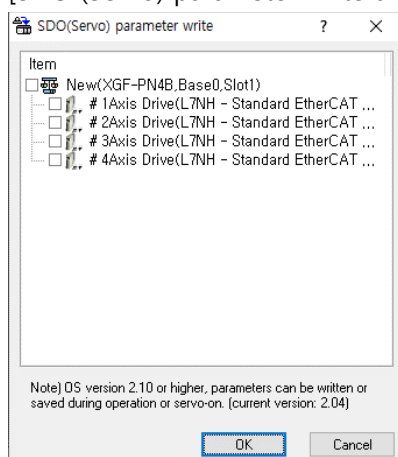 SDO(Servo) parameter write
Item
New(XGF-PN4B,Base0,Slot1)
# 1Axis Drive(L7NH - Standard EtherCAT ...
# 2Axis Drive(L7NH - Standard EtherCAT ...
# 3Axis Drive(L7NH - Standard EtherCAT ...
# 4Axis Drive(L7NH - Standard EtherCAT ...
Note) OS version 2.10 or higher, parameters can be written or
saved during operation or servo-on. (current version: 2.04)
OK Cancel